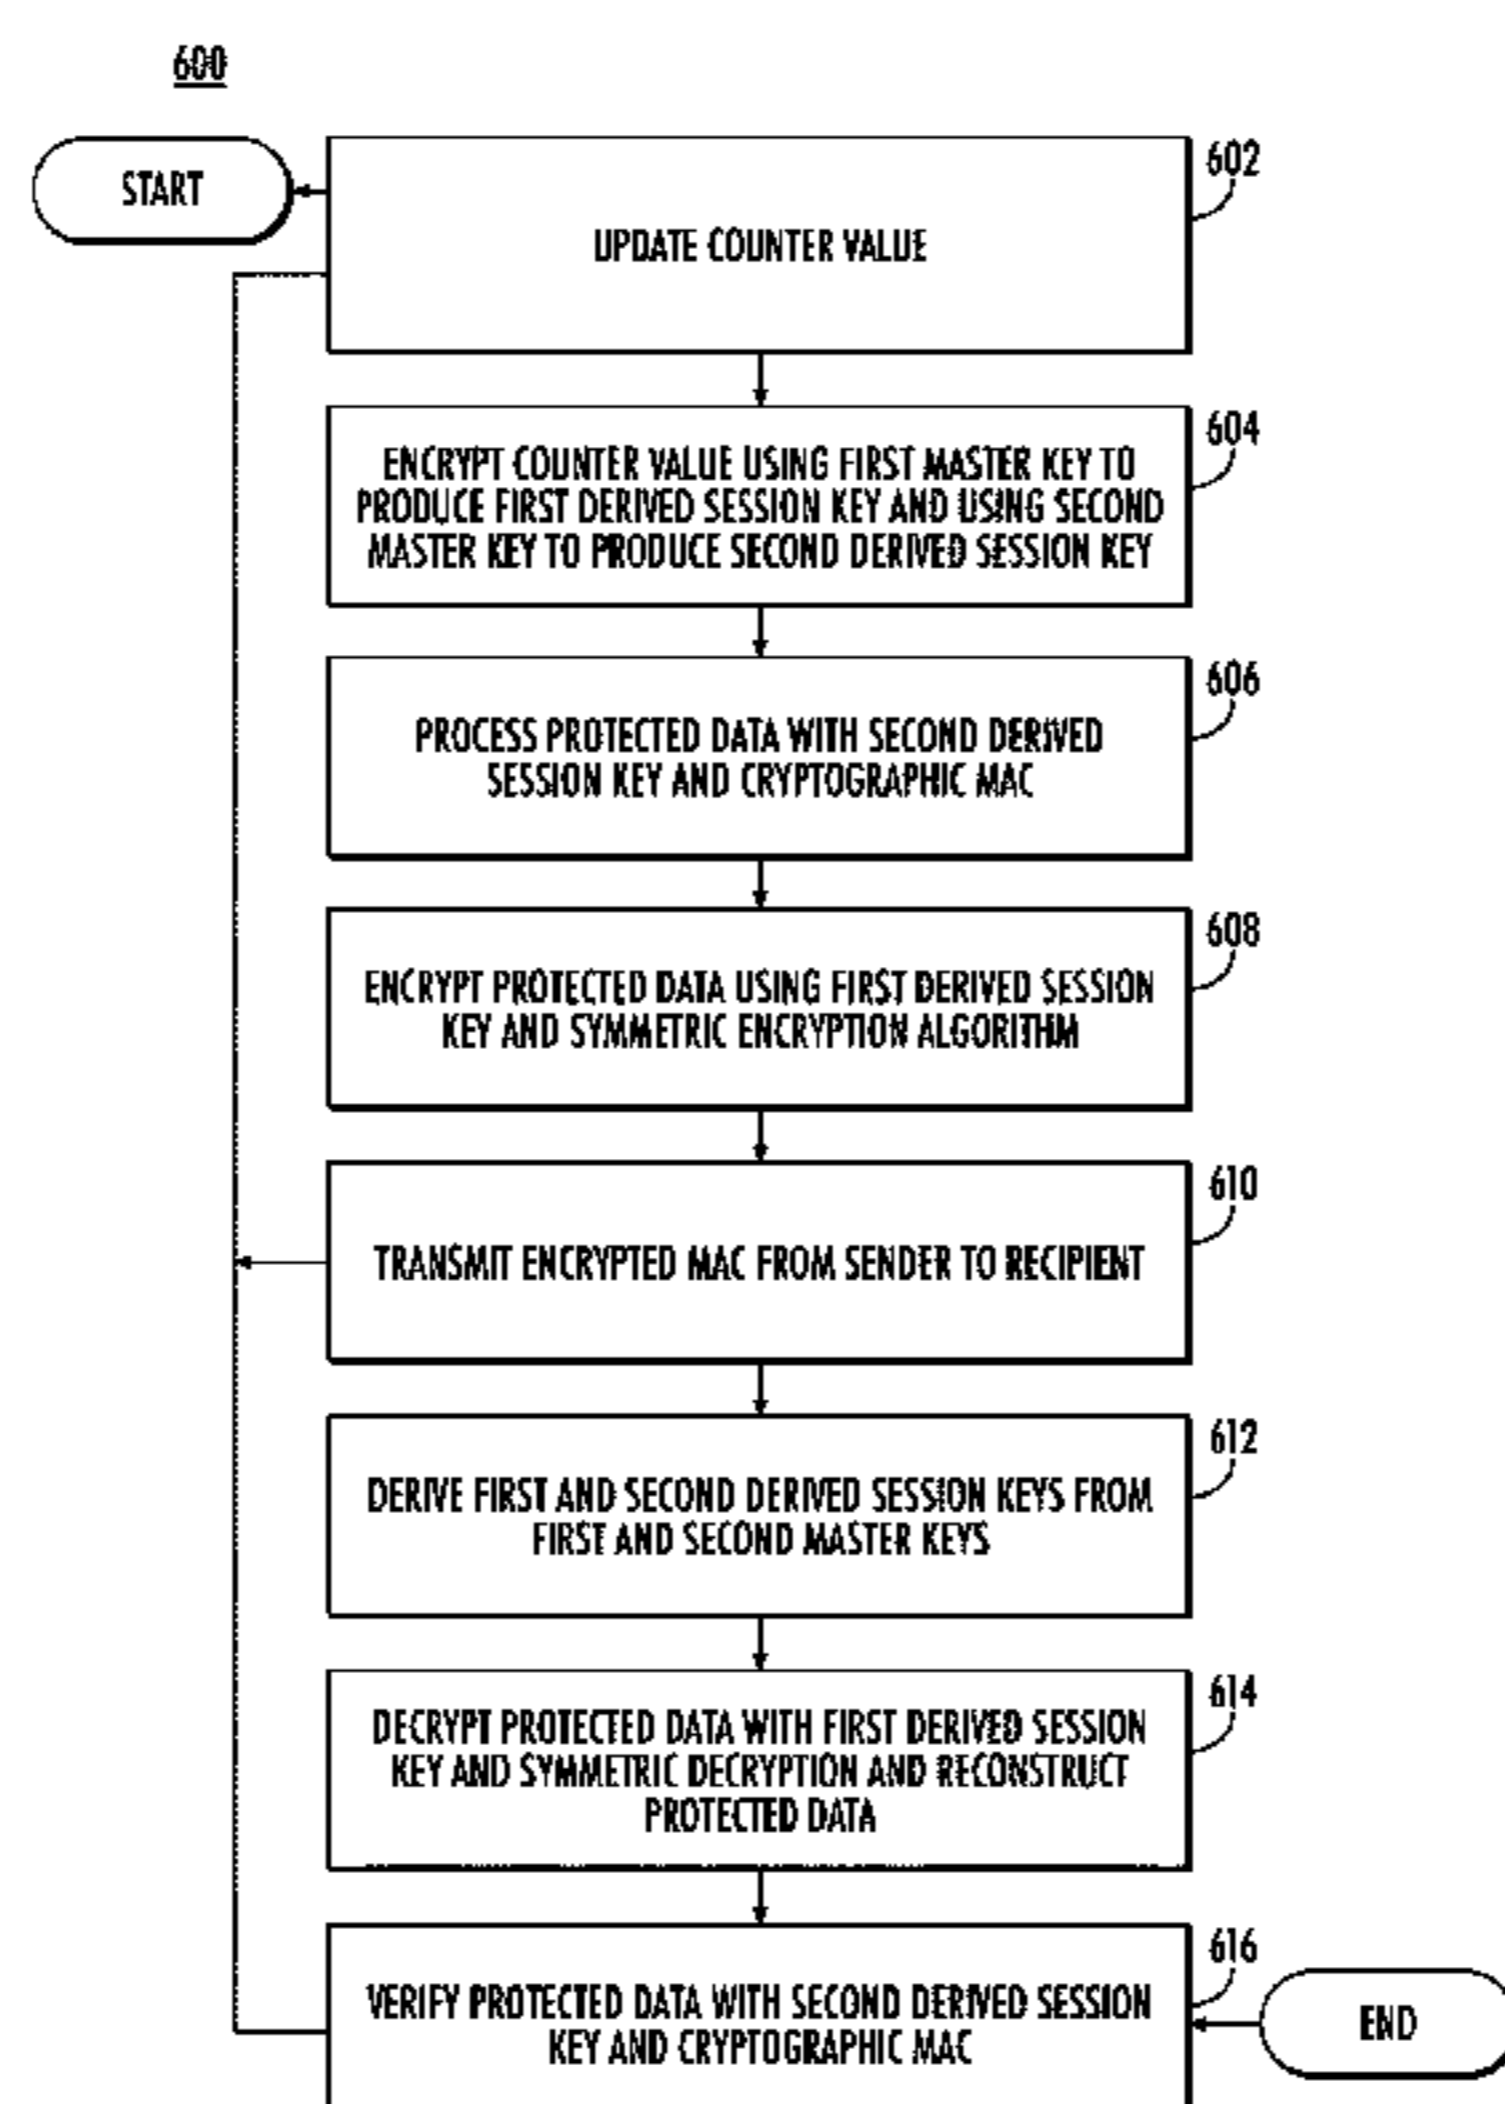 600
START
602
UPDATE COUNTER VALUE
604
ENCRYPT COUNTER VALUE USING FIRST MASTER KEY TO
PRODUCE FIRST DERIVED SESSION KEY AND USING SECOND
MASTER KEY TO PRODUCE SECOND DERIVED SESSION KEY
606
PROCESS PROTECTED DATA WITH SECOND DERIVED
SESSION KEY AND CRYPTOGRAPHIC MAC
608
ENCRYPT PROTECTED DATA USING FIRST DERIVED SESSION
KEY AND SYMMETRIC ENCRYPTION ALGORITHM
610
TRANSMIT ENCRYPTED MAC FROM SENDER TO RECIPIENT
612
DERIVE FIRST AND SECOND DERIVED SESSION KEYS FROM
FIRST AND SECOND MASTER KEYS
614
DECRYPT PROTECTED DATA WITH FIRST DERIVED SESSION
KEY AND SYMMETRIC DECRYPTION AND RECONSTRUCT
PROTECTED DATA
616
VERIFY PROTECTED DATA WITH SECOND DERIVED SESSION
KEY AND CRYPTOGRAPHIC MAC
END